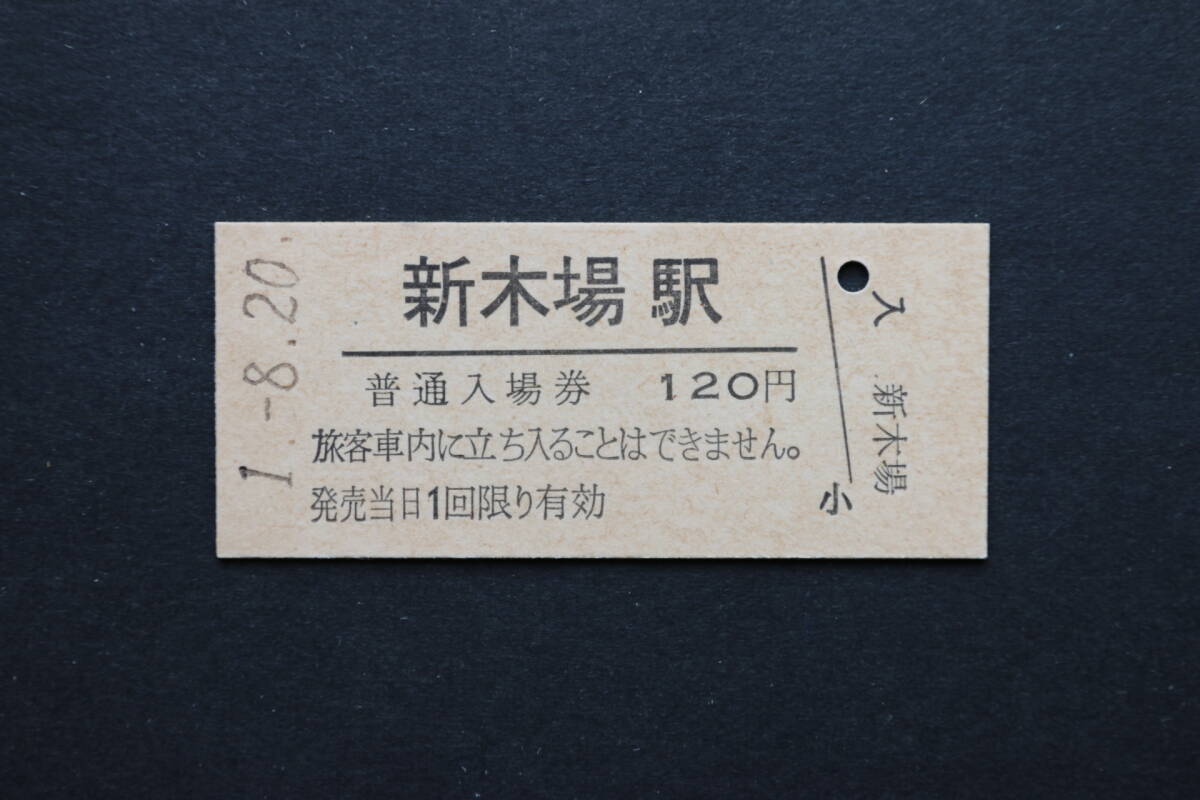 1.-8.20.
新木場駅
普通入場券 120円
旅客車内に立ち入ることはできません。
発売当日1回限り有効
小
入 新木場